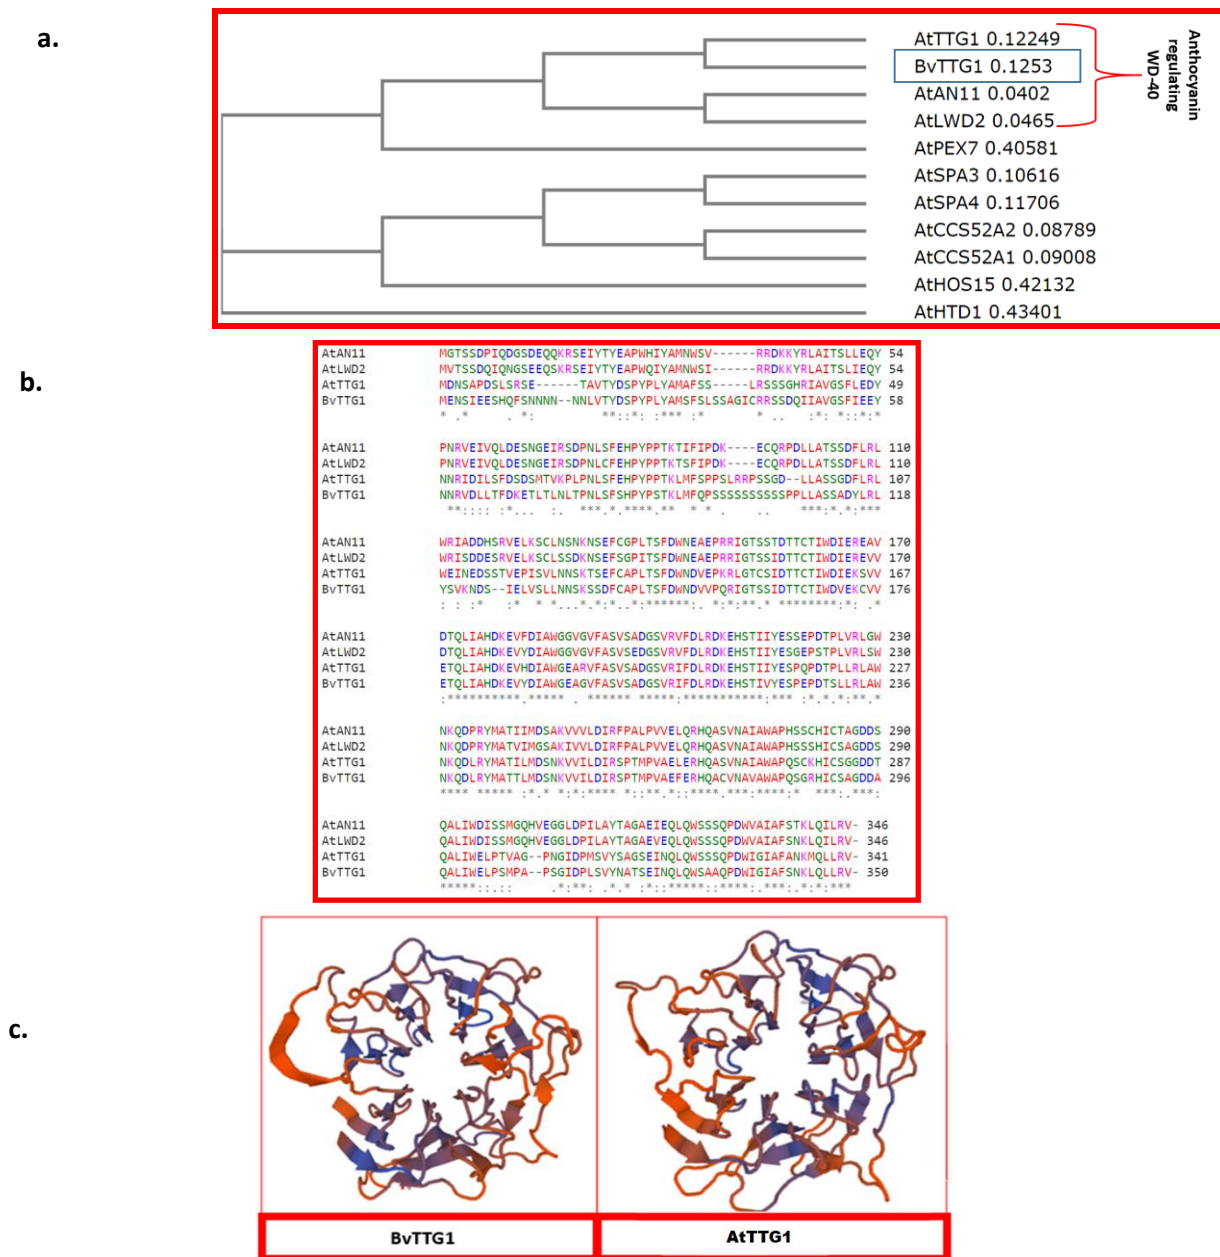 a.
AtTTG1 0.12249
BvTTG1 0.1253
AtAN11 0.0402
AtLWD2 0.0465
AtPEX7 0.40581
AtSPA3 0.10616
AtSPA4 0.11706
AtCCS52A2 0.08789
AtCCS52A1 0.09008
AtHOS15 0.42132
AtHTD1 0.43401
Anthocyanin
regulating
WD-40
b.
AtAN11 MGTSSDPIQDGSDEQQKRSEIYTYEAPWHIYAMNWSV------RRDKKYRLAITSLLEQY 54
AtLWD2 MVTSSDQIQNGSEEQSKRSEIYTYEAPWQIYAMNWSI------RRDKKYRLAITSLIEQY 54
AtTTG1 MDNSAPDSLSRSE------TAVTYDSPYPLYAMAFSS------LRSSSGHRIAVGSFLEDY 49
BvTTG1 MENSIEESHQFSNNNN--NNLVTYDSPYPLYAMSFSLSSAGICRRSSDQIIAVGSFIEEY 58
AtAN11 PNRVEIVQLDESNGEIRSDPNLSFEHPYPPTKTIFIPDK----ECQRPDLLATSSDFLRL 110
AtLWD2 PNRVEIVQLDESNGEIRSDPNLCFEHPYPPTKTSFIPDK----ECQRPDLLATSSDFLRL 110
AtTTG1 NNRIDILSFDSDSMTVKPLPNLSFEHPYPPTKLMFSPPSLRRPSSGD--LLASSGDFLRL 107
BvTTG1 NNRVDLLTFDKETLTLNLTPNLSFSHPYPSTKLMFQPSSSSSSSSSSPPLLASSADYLRL 118
AtAN11 WRIADDHSRVELKSCLNSNKNSEFCGPLTSFDWNEAEPRRIGTSSTDTTCTIWDIEREAV 170
AtLWD2 WRISDDESRVELKSCLSSDKNSEFSGPITSFDWNEAEPRRIGTSSIDTTCTIWDIEREVV 170
AtTTG1 WEINEDSSTVEPISVLNNSKTSEFCAPLTSFDWNDVEPKRLGTCSIDTTCTIWDIEKSVV 167
BvTTG1 YSVKNDS--IELVSLLNNSKSSDFCAPLTSFDWNDVVPQRIGTSSIDTTCTIWDVEKCVV 176
AtAN11 DTQLIAHDKEVFDIAWGGVGVFASVSADGSVRVFDLRDKEHSTIIYESSEPDTPLVRLGW 230
AtLWD2 DTQLIAHDKEVYDIAWGGVGVFASVSEDGSVRVFDLRDKEHSTIIYESGEPSTPLVRLSW 230
AtTTG1 ETQLIAHDKEVHDIAWGEARVFASVSADGSVRIFDLRDKEHSTIIYESPQPDTPLLRLAW 227
BvTTG1 ETQLIAHDKEVYDIAWGEAGVFASVSADGSVRIFDLRDKEHSTIVYESPEPDTSLLRLAW 236
AtAN11 NKQDPRYMATIIMDSAKVVVLDIRFPALPVVELQRHQASVNAIAWAPHSSCHICTAGDDS 290
AtLWD2 NKQDPRYMATVIMGSAKIVVLDIRFPALPVVELQRHQASVNAIAWAPHSSSHICSAGDDS 290
AtTTG1 NKQDLRYMATILMDSNKVVILDIRSPTMPVAELERHQASVNAIAWAPQSCKHICSGGDDT 287
BvTTG1 NKQDLRYMATTLMDSNKVVILDIRSPTMPVAEFERHQACVNAVAWAPQSGRHICSAGDDA 296
AtAN11 QALIWDISSMGQHVEGGLDPILAYTAGAEIEQLQWSSSQPDWVAIAFSTKLQILRV- 346
AtLWD2 QALIWDISSMGQHVEGGLDPILAYTAGAEVEQLQWSSSQPDWVAIAFSTKLQILRV- 346
AtTTG1 QALIWELPTVAG--PNGIDPMSVYSAGSEINQLQWSSSQPDWIGIAFANKMQLLRV- 341
BvTTG1 QALIWELPSMPA--PSGIDPLSVYNATSEINQLQWSAAQPDWIGIAFSNKLQLLRV- 350
c.
BvTTG1
AtTTG1